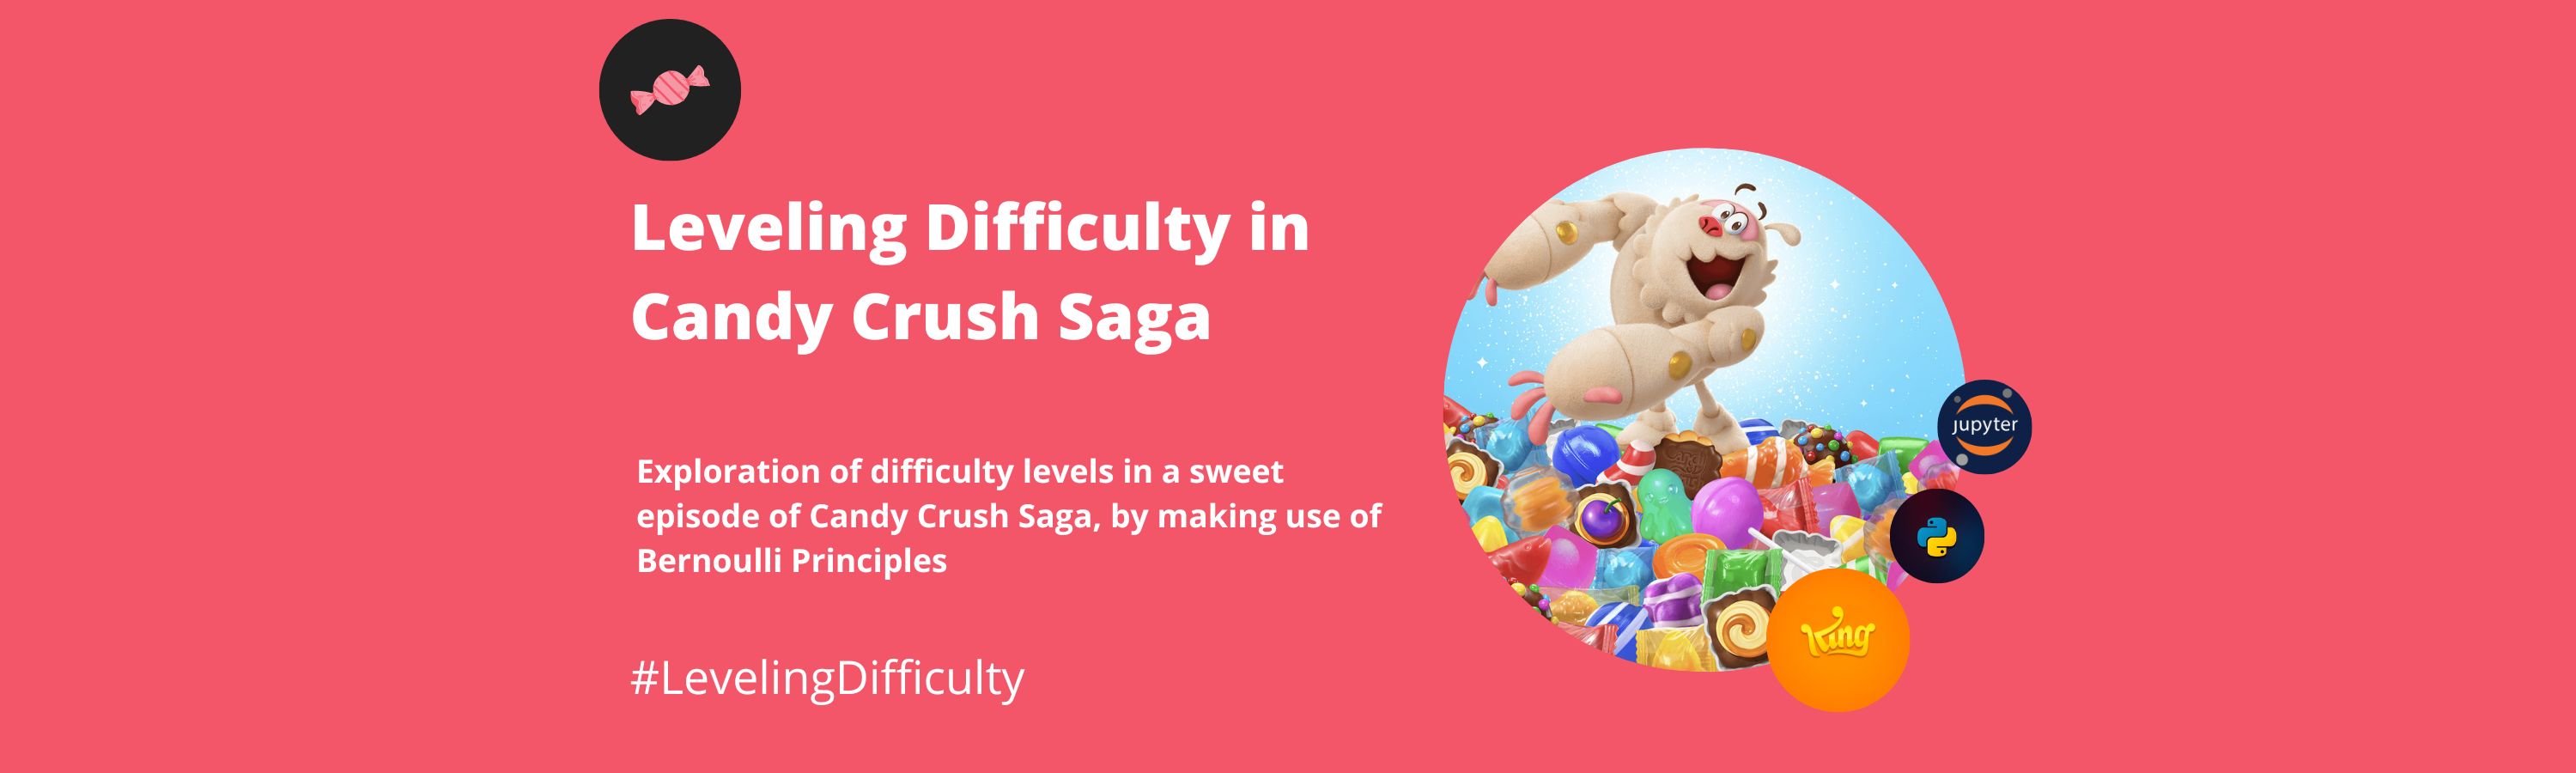 Leveling Difficulty in
Candy Crush Saga
Exploration of difficulty levels in a sweet
episode of Candy Crush Saga, by making use of
Bernoulli Principles
#LevelingDifficulty
jupyter
King